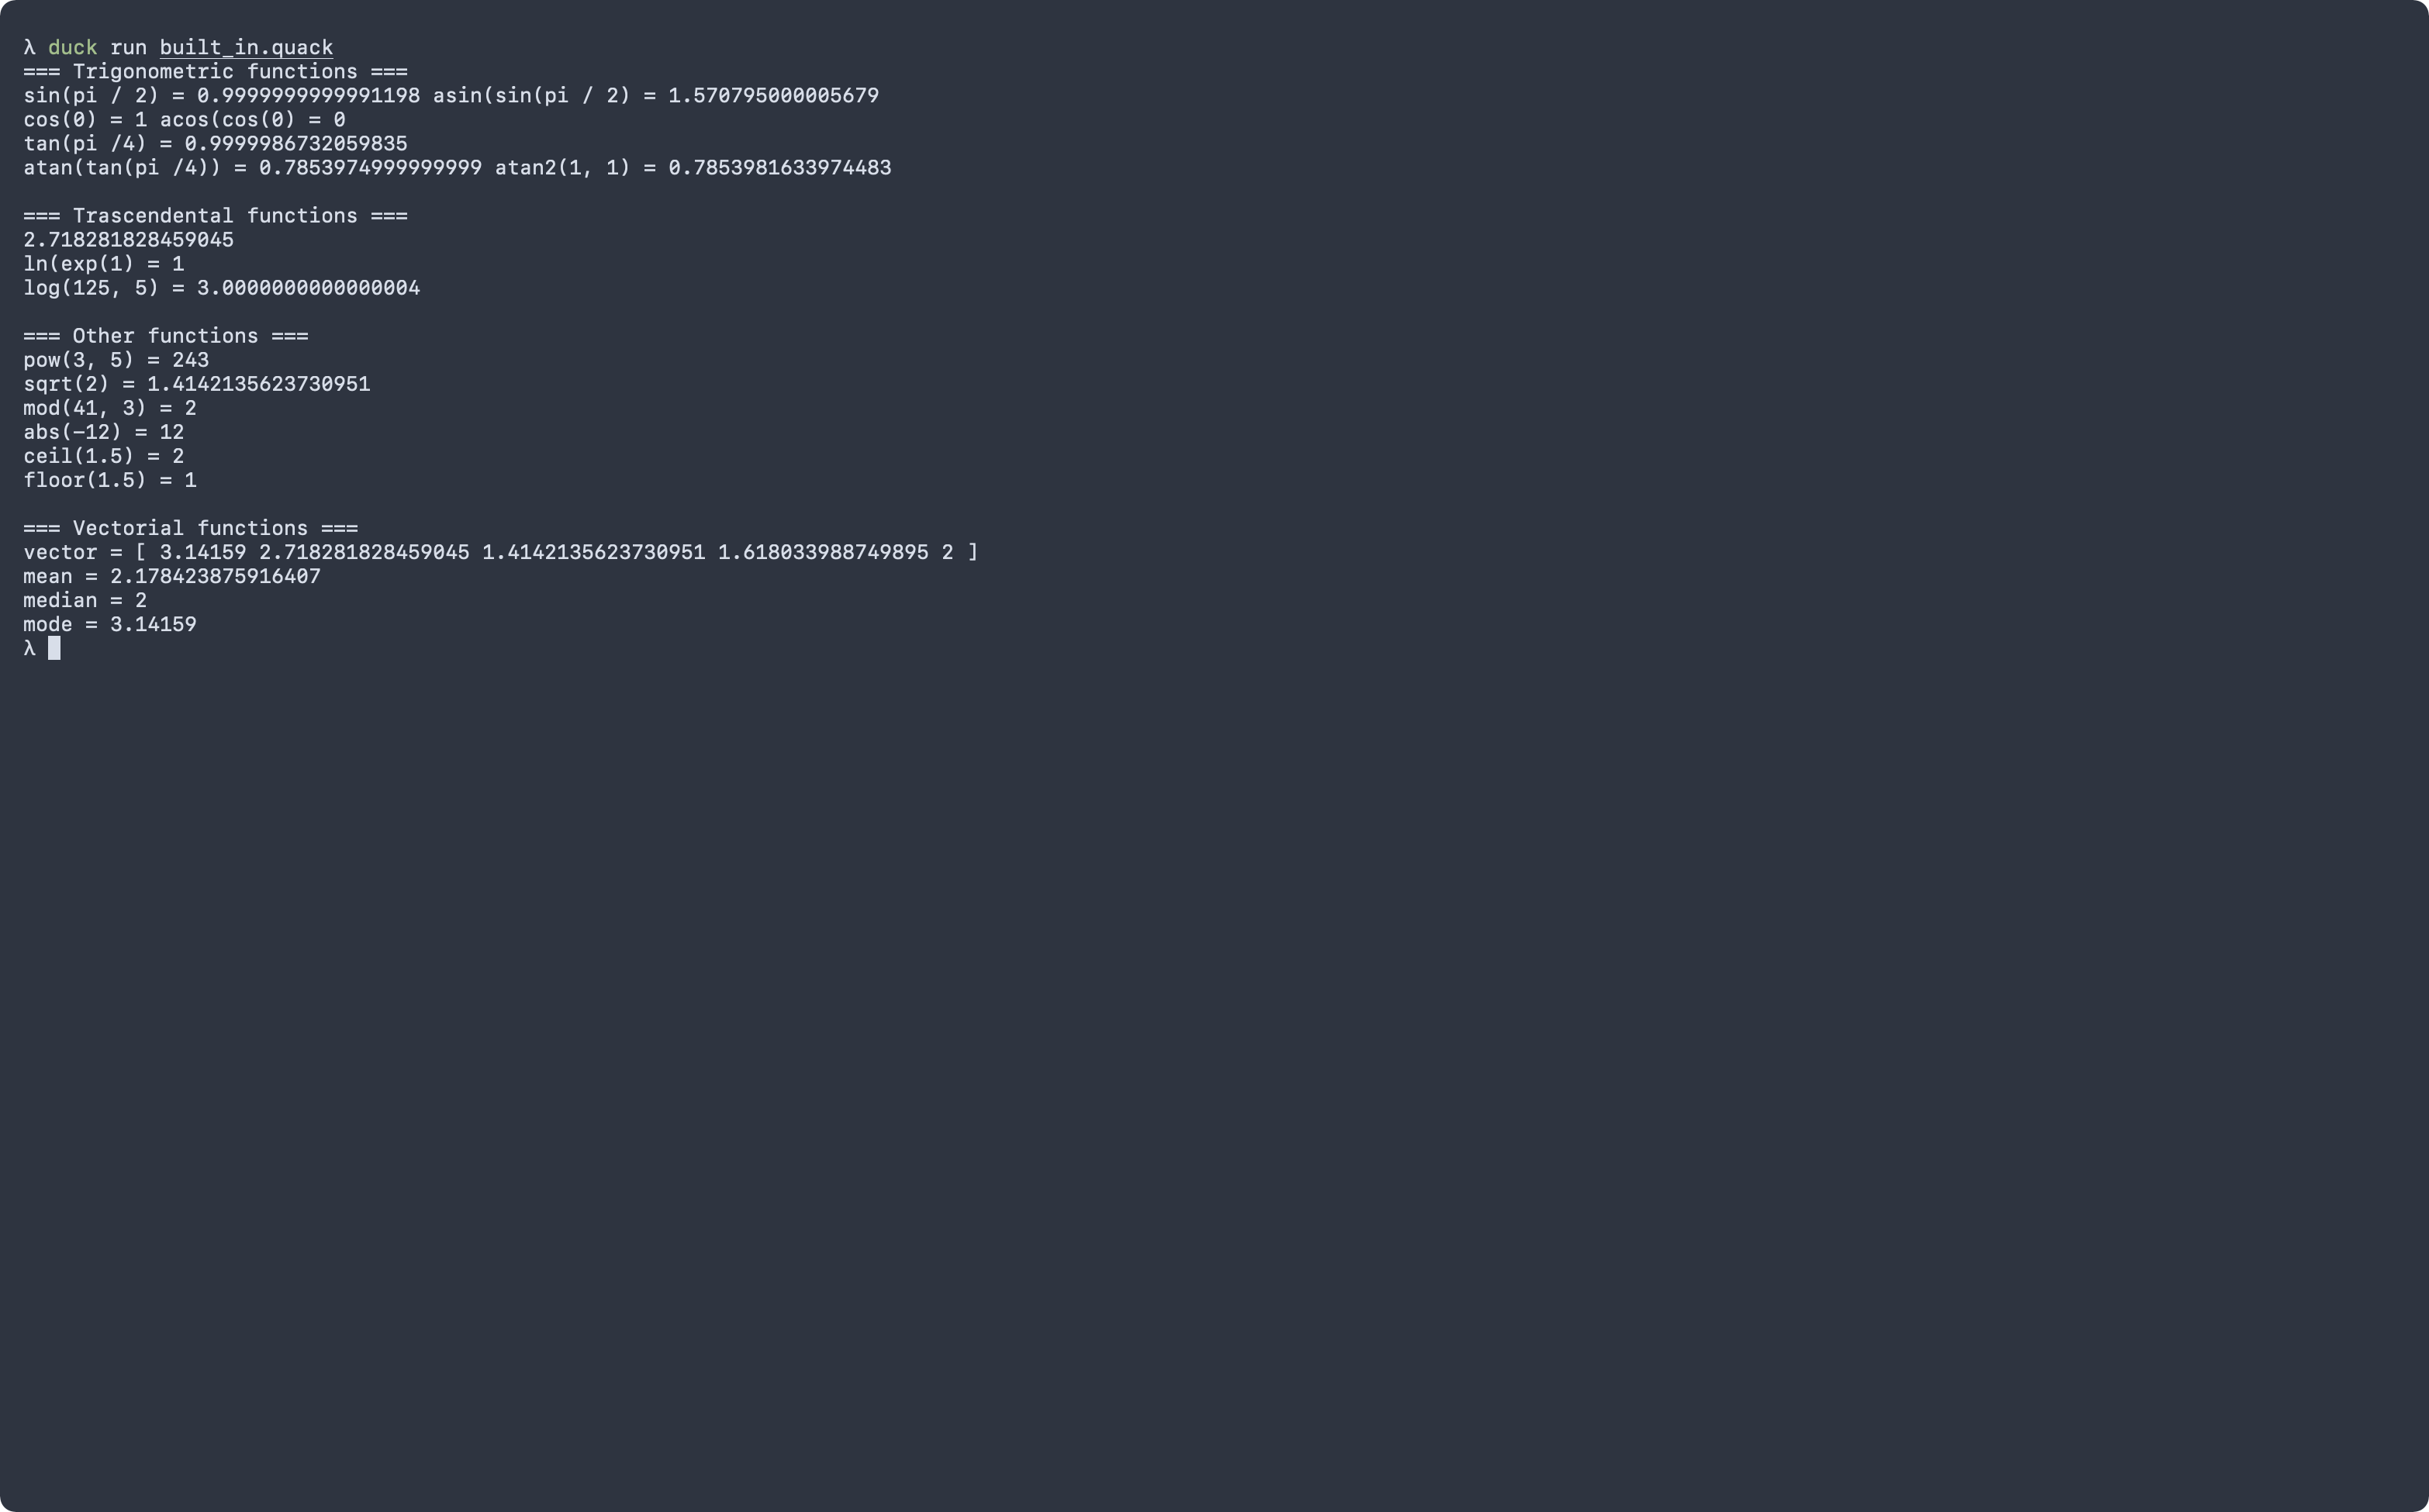 λ duck run built_in.quack
=== Trigonometric functions ===
sin(pi / 2) = 0.9999999999991198 asin(sin(pi / 2) = 1.570795000005679
cos(0) = 1 acos(cos(0) = 0
tan(pi /4) = 0.9999986732059835
atan(tan(pi /4)) = 0.7853974999999999 atan2(1, 1) = 0.7853981633974483
=== Trascendental functions ===
2.718281828459045
ln(exp(1) = 1
log(125, 5) = 3.0000000000000004
=== Other functions ===
pow(3, 5) = 243
sqrt(2) = 1.4142135623730951
mod(41, 3) = 2
abs(-12) = 12
ceil(1.5) = 2
floor(1.5) = 1
=== Vectorial functions ===
vector = [ 3.14159 2.718281828459045 1.4142135623730951 1.618033988749895 2 ]
mean = 2.178423875916407
median = 2
mode = 3.14159
λ